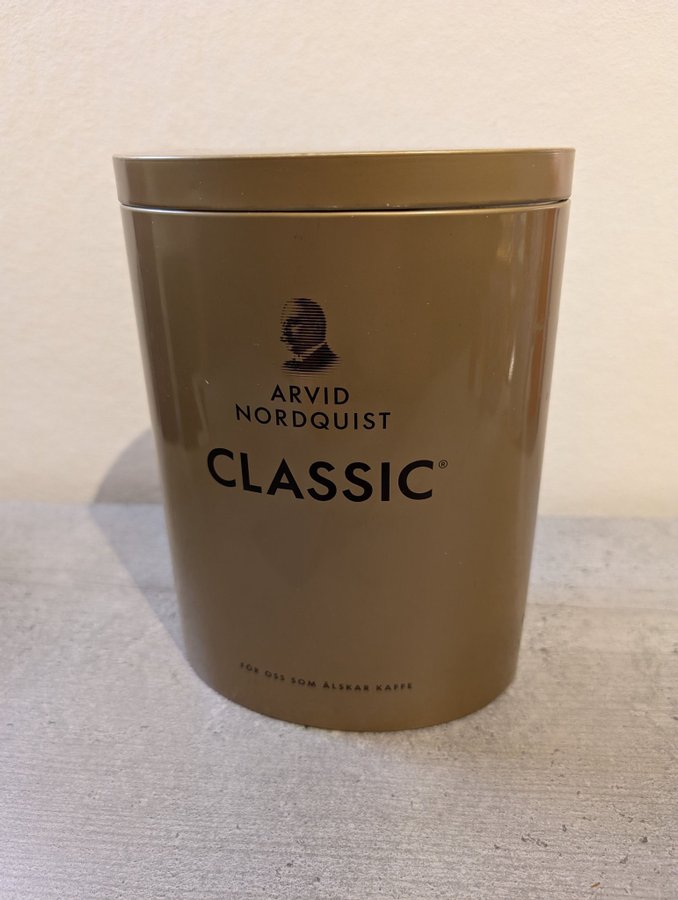 ARVID
NORDQUIST
CLASSIC®
FÖR OSS SOM ÄLSKAR KAFFE